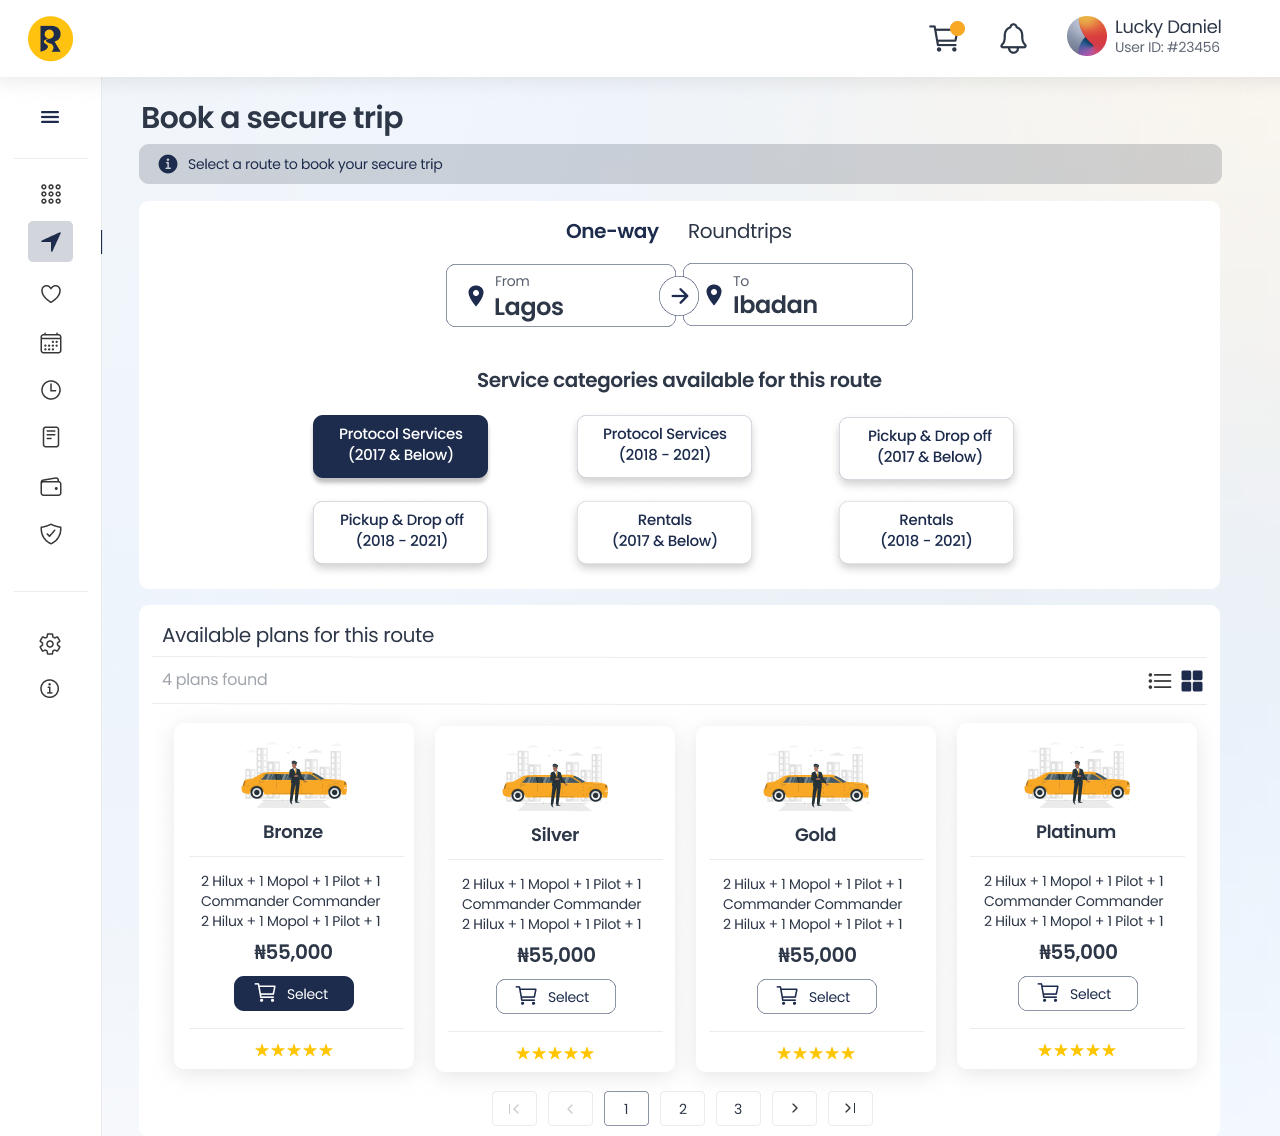 R
Lucky Daniel
User ID: #23456
Book a secure trip
Select a route to book your secure trip
One-way Roundtrips
From
Lagos
To
Ibadan
Service categories available for this route
Protocol Services
(2017 & Below)
Protocol Services
(2018 - 2021)
Pickup & Drop off
(2017 & Below)
Pickup & Drop off
(2018 - 2021)
Rentals
(2017 & Below)
Rentals
(2018 - 2021)
Available plans for this route
4 plans found
Bronze
2 Hilux + 1 Mopol + 1 Pilot + 1
Commander Commander
2 Hilux + 1 Mopol + 1 Pilot + 1
₦55,000
Select
Silver
2 Hilux + 1 Mopol + 1 Pilot + 1
Commander Commander
2 Hilux + 1 Mopol + 1 Pilot + 1
₦55,000
Select
Gold
2 Hilux + 1 Mopol + 1 Pilot + 1
Commander Commander
2 Hilux + 1 Mopol + 1 Pilot + 1
₦55,000
Select
Platinum
2 Hilux + 1 Mopol + 1 Pilot + 1
Commander Commander
2 Hilux + 1 Mopol + 1 Pilot + 1
₦55,000
Select
1 2 3